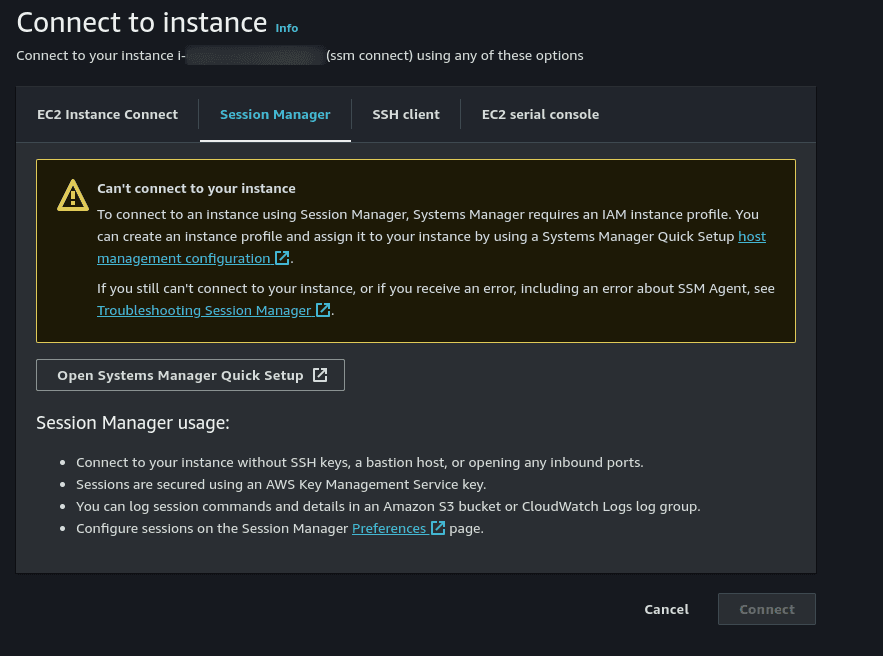 Connect to instance Info
Connect to your instance i- (ssm connect) using any of these options
EC2 Instance Connect Session Manager SSH client EC2 serial console
Can't connect to your instance
To connect to an instance using Session Manager, Systems Manager requires an IAM instance profile. You
can create an instance profile and assign it to your instance by using a Systems Manager Quick Setup host
management configuration.
If you still can't connect to your instance, or if you receive an error, including an error about SSM Agent, see
Troubleshooting Session Manager.
Open Systems Manager Quick Setup
Session Manager usage:
• Connect to your instance without SSH keys, a bastion host, or opening any inbound ports.
• Sessions are secured using an AWS Key Management Service key.
• You can log session commands and details in an Amazon S3 bucket or CloudWatch Logs log group.
• Configure sessions on the Session Manager Preferences page.
Cancel Connect